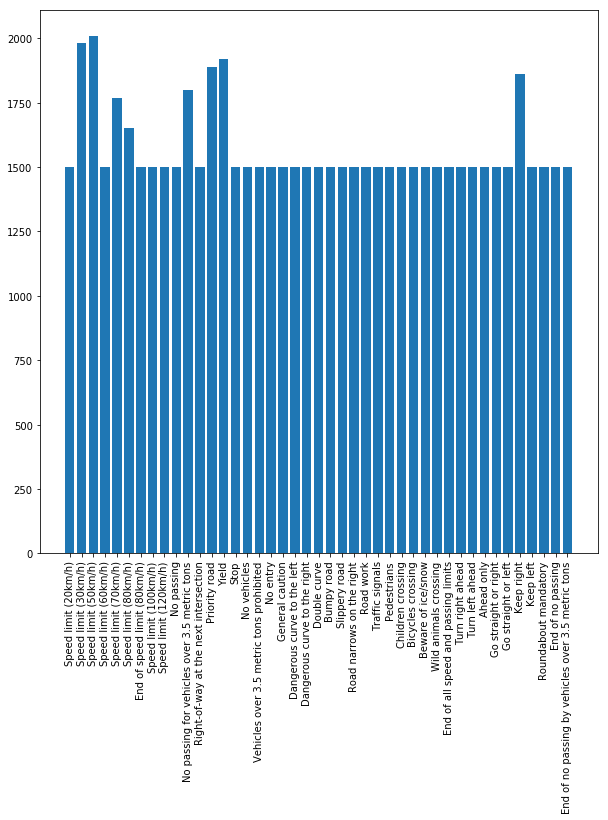 2000
1750
1500
1250
1000
750
500
250
0
Speed limit (20km/h)
Speed limit (30km/h)
Speed limit (50km/h)
Speed limit (60km/h)
Speed limit (70km/h)
Speed limit (80km/h)
End of speed limit (80km/h)
Speed limit (100km/h)
Speed limit (120km/h)
No passing
No passing for vehicles over 3.5 metric tons
Right-of-way at the next intersection
Priority road
Yield
Stop
No vehicles
Vehicles over 3.5 metric tons prohibited
No entry
General caution
Dangerous curve to the left
Dangerous curve to the right
Double curve
Bumpy road
Slippery road
Road narrows on the right
Road work
Traffic signals
Pedestrians
Children crossing
Bicycles crossing
Beware of ice/snow
Wild animals crossing
End of all speed and passing limits
Turn right ahead
Turn left ahead
Ahead only
Go straight or right
Go straight or left
Keep right
Keep left
Roundabout mandatory
End of no passing
End of no passing by vehicles over 3.5 metric tons